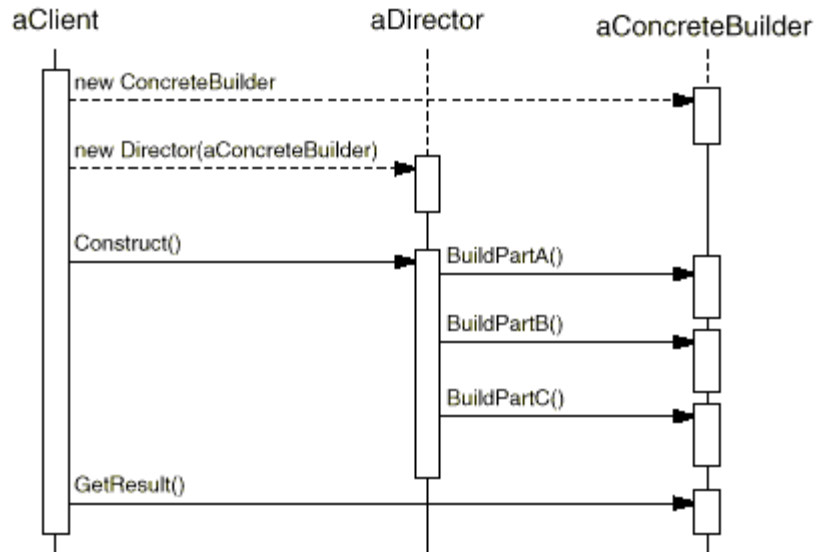 aClient
aDirector
aConcreteBuilder
new ConcreteBuilder
new Director(aConcreteBuilder)
Construct()
BuildPartA()
BuildPartB()
BuildPartC()
GetResult()